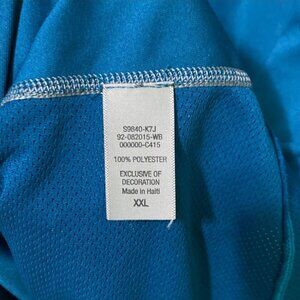 S9840-K7J
92-082015-WB
000000-C415
100% POLYESTER
EXCLUSIVE OF
DECORATION
Made in Haiti
XXL